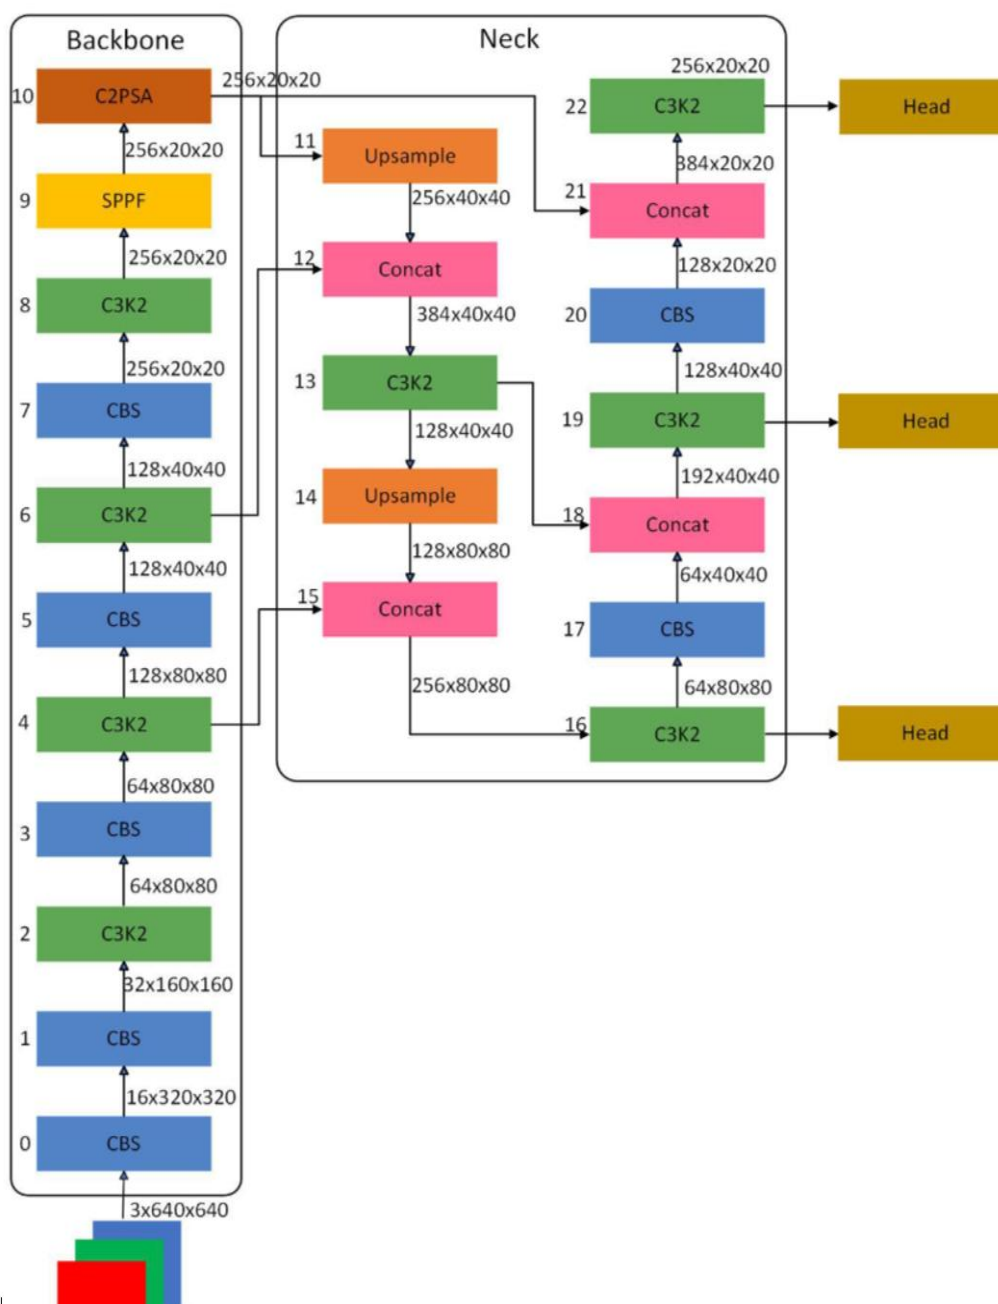 Backbone
10
C2PSA
256x20x20
256x20x20
9
SPPF
256x20x20
8
C3K2
256x20x20
7
CBS
128x40x40
6
C3K2
128x40x40
5
CBS
128x80x80
4
C3K2
64x80x80
3
CBS
64x80x80
2
C3K2
32x160x160
1
CBS
16x320x320
0
CBS
3x640x640
Neck
11
Upsample
256x40x40
12
Concat
384x40x40
13
C3K2
128x40x40
14
Upsample
128x80x80
15
Concat
256x80x80
256x20x20
22
C3K2
Head
384x20x20
21
Concat
128x20x20
20
CBS
128x40x40
19
C3K2
Head
192x40x40
18
Concat
64x40x40
17
CBS
64x80x80
16
C3K2
Head